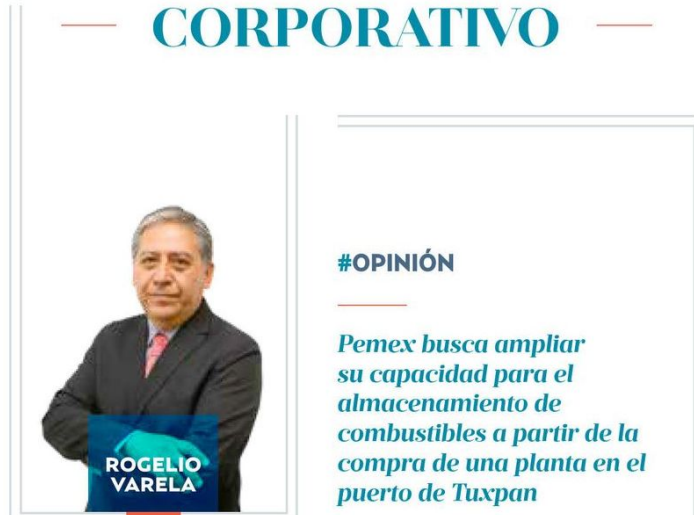 CORPORATIVO
#OPINIÓN
Pemex busca ampliar
su capacidad para el
almacenamiento de
combustibles a partir de la
compra de una planta en el
puerto de Tuxpan
ROGELIO
VARELA